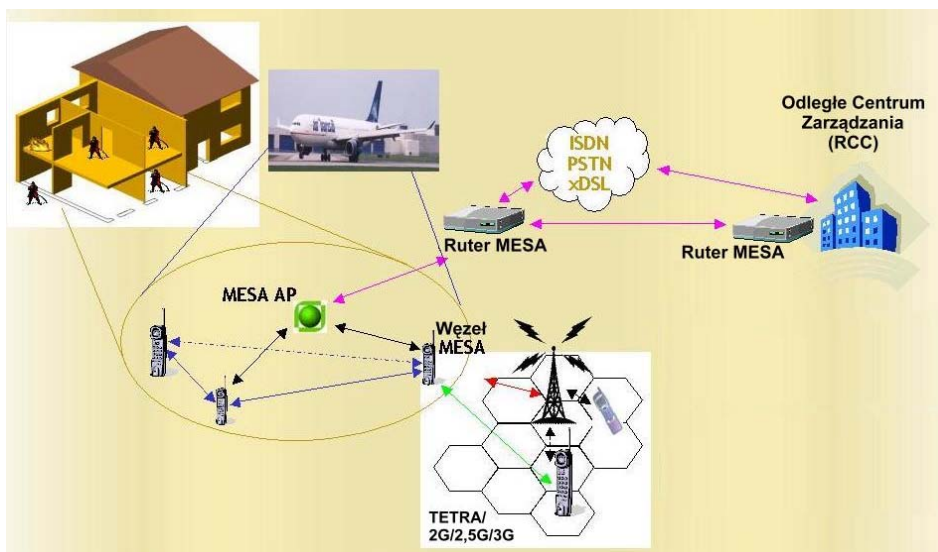 Odległe Centrum
Zarządzania
(RCC)
ISDN
PSTN
xDSL
Ruter MESA
Ruter MESA
MESA AP
Węzeł
MESA
TETRA/
2G/2,5G/3G